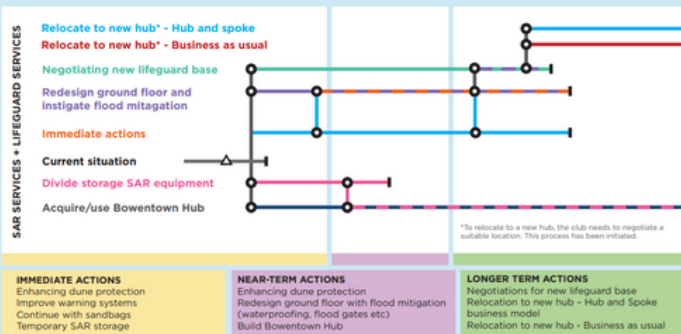 SAR SERVICES + LIFEGUARD SERVICES
Relocate to new hub* - Hub and spoke
Relocate to new hub* - Business as usual
Negotiating new lifeguard base
Redesign ground floor and
instigate flood mitagation
Immediate actions
Current situation
Divide storage SAR equipment
Acquire/use Bowentown Hub
*To relocate to a new hub, the club needs to negotiate a
suitable location. This process has been initiated.
IMMEDIATE ACTIONS
Enhancing dune protection
Improve warning systems
Continue with sandbags
Temporary SAR storage
NEAR-TERM ACTIONS
Enhancing dune protection
Redesign ground floor with flood mitigation
(waterproofing, flood gates etc)
Build Bowentown Hub
LONGER TERM ACTIONS
Negotiations for new lifeguard base
Relocation to new hub – Hub and Spoke
business model
Relocation to new hub - Business as usual